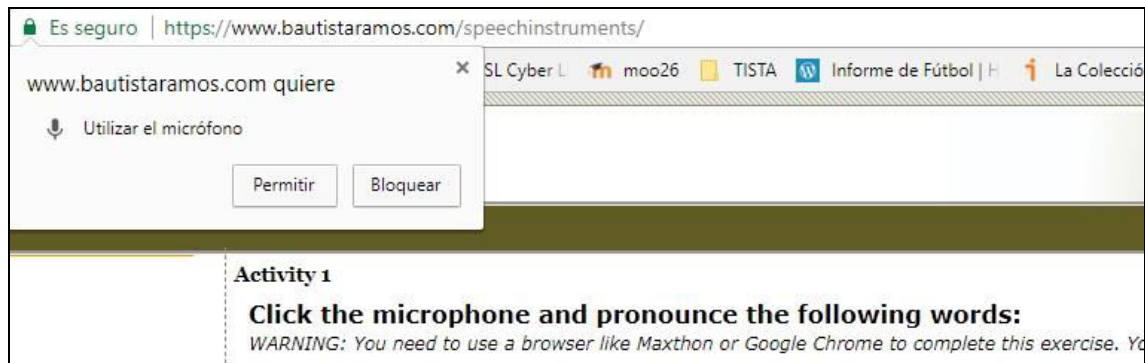 Es seguro | https://www.bautistaramos.com/speechinstruments/
SL Cyber L moo26 TISTA Informe de Fútbol | H La Colecció
www.bautistaramos.com quiere
Utilizar el micrófono
Permitir Bloquear
Activity 1
Click the microphone and pronounce the following words:
WARNING: You need to use a browser like Maxthon or Google Chrome to complete this exercise. Yo